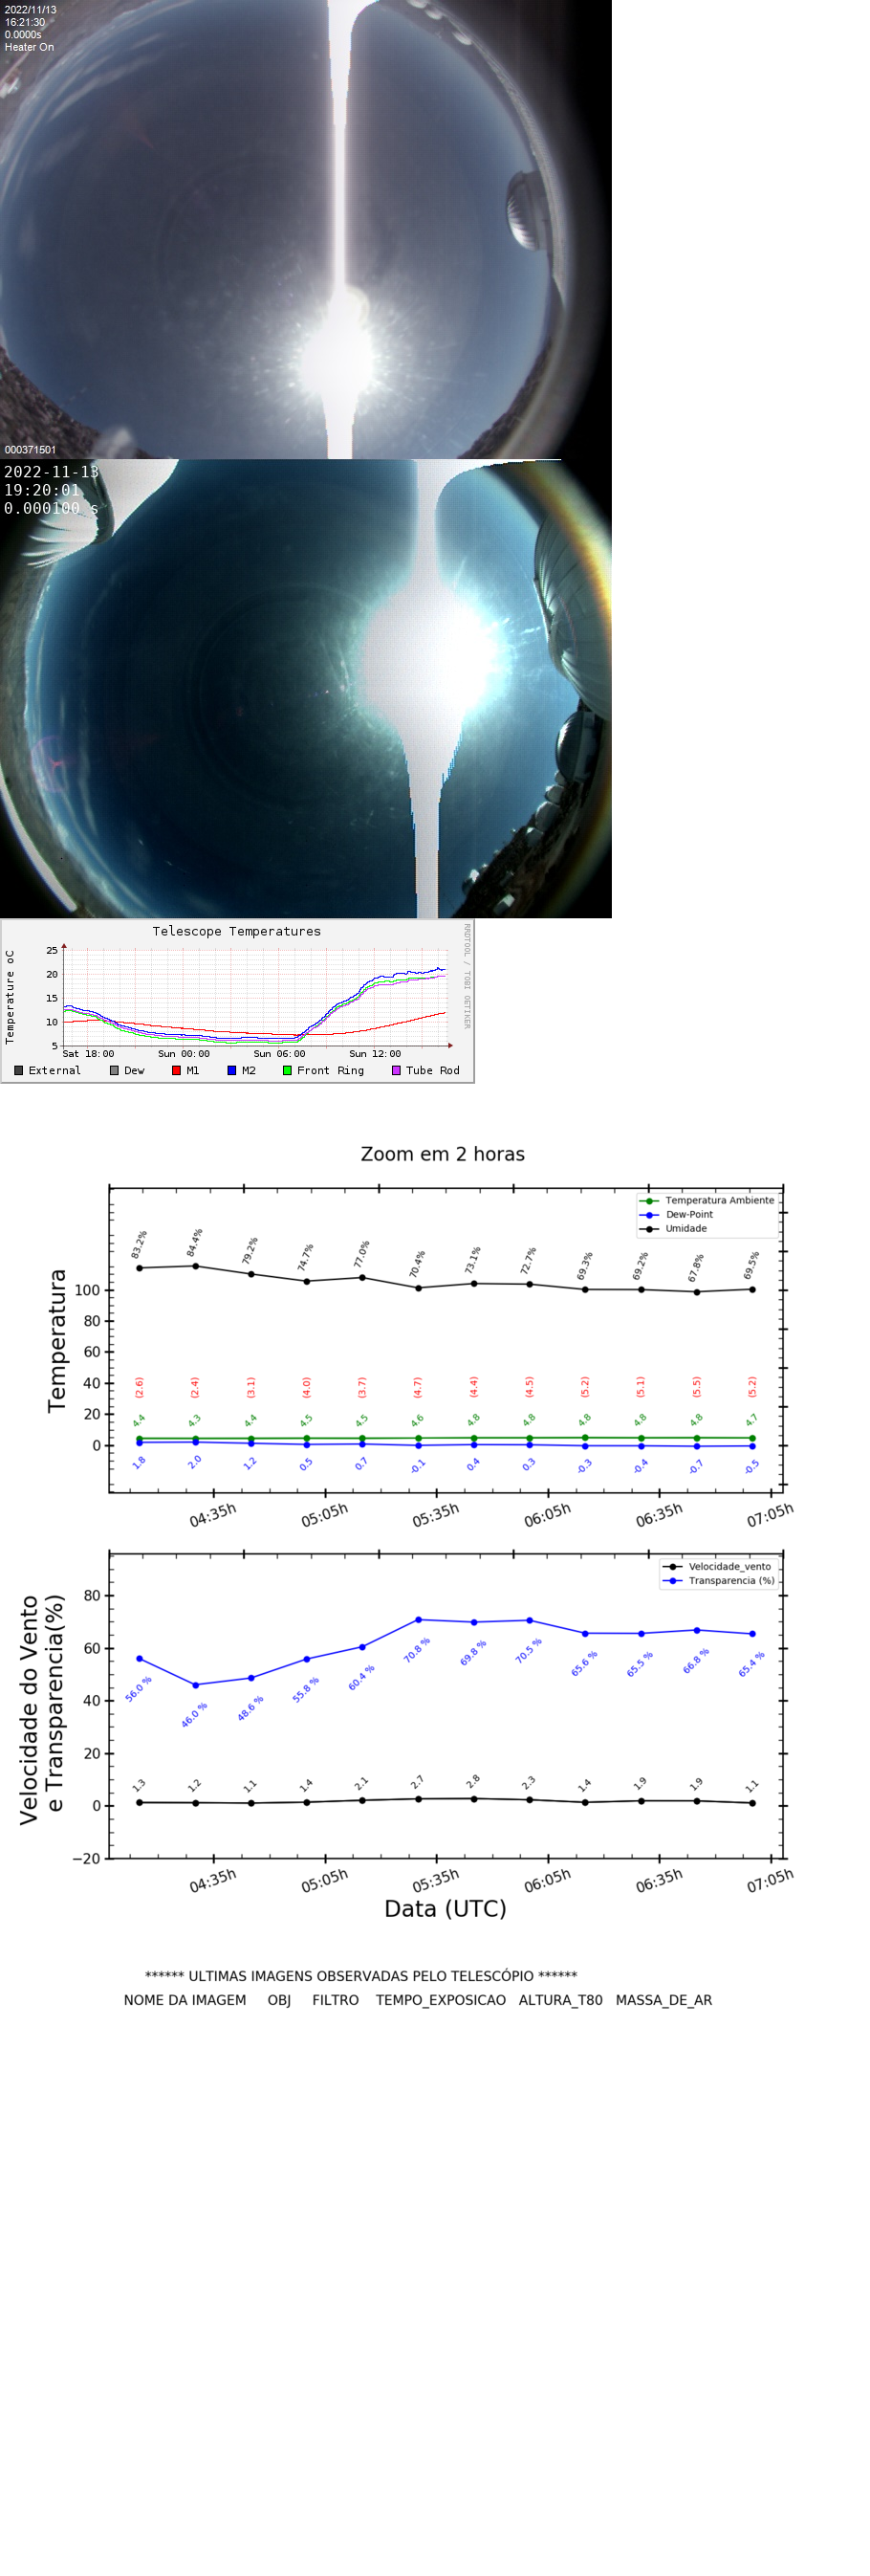 2022/11/13
16:21:30
0.0000s
Heater On
000371501
2022-11-13
19:20:01
0.000100 s
Telescope Temperatures
RRDTOOL / TOBI OETIKER
Temperature oC
25
20
15
10
5
Sat 18:00 Sun 00:00 Sun 06:00 Sun 12:00
External Dew M1 M2 Front Ring Tube Rod
Zoom em 2 horas
Temperatura Ambiente
Dew-Point
Umidade
83.2% 84.4% 79.2% 74.7% 77.0% 70.4% 73.1% 72.7% 69.3% 69.2% 67.8% 69.5%
Temperatura
100
80
60
40
20
0
(2.6) (2.4) (3.1) (4.0) (3.7) (4.7) (4.4) (4.5) (5.2) (5.1) (5.5) (5.2)
4.4 4.3 4.4 4.5 4.5 4.6 4.8 4.8 4.8 4.8 4.8 4.7
1.8 2.0 1.2 0.5 0.7 -0.1 0.4 0.3 -0.3 -0.4 -0.7 -0.5
04:35h 05:05h 05:35h 06:05h 06:35h 07:05h
Velocidade_vento
Transparencia (%)
Velocidade do Vento
e Transparencia(%)
80
60
40
20
0
−20
56.0 % 46.0 % 48.6 % 55.8 % 60.4 % 70.8 % 69.8 % 70.5 % 65.6 % 65.5 % 66.8 % 65.4 %
1.3 1.2 1.1 1.4 2.1 2.7 2.8 2.3 1.4 1.9 1.9 1.1
04:35h 05:05h 05:35h 06:05h 06:35h 07:05h
Data (UTC)
****** ULTIMAS IMAGENS OBSERVADAS PELO TELESCÓPIO ******
NOME DA IMAGEM OBJ FILTRO TEMPO_EXPOSICAO ALTURA_T80 MASSA_DE_AR